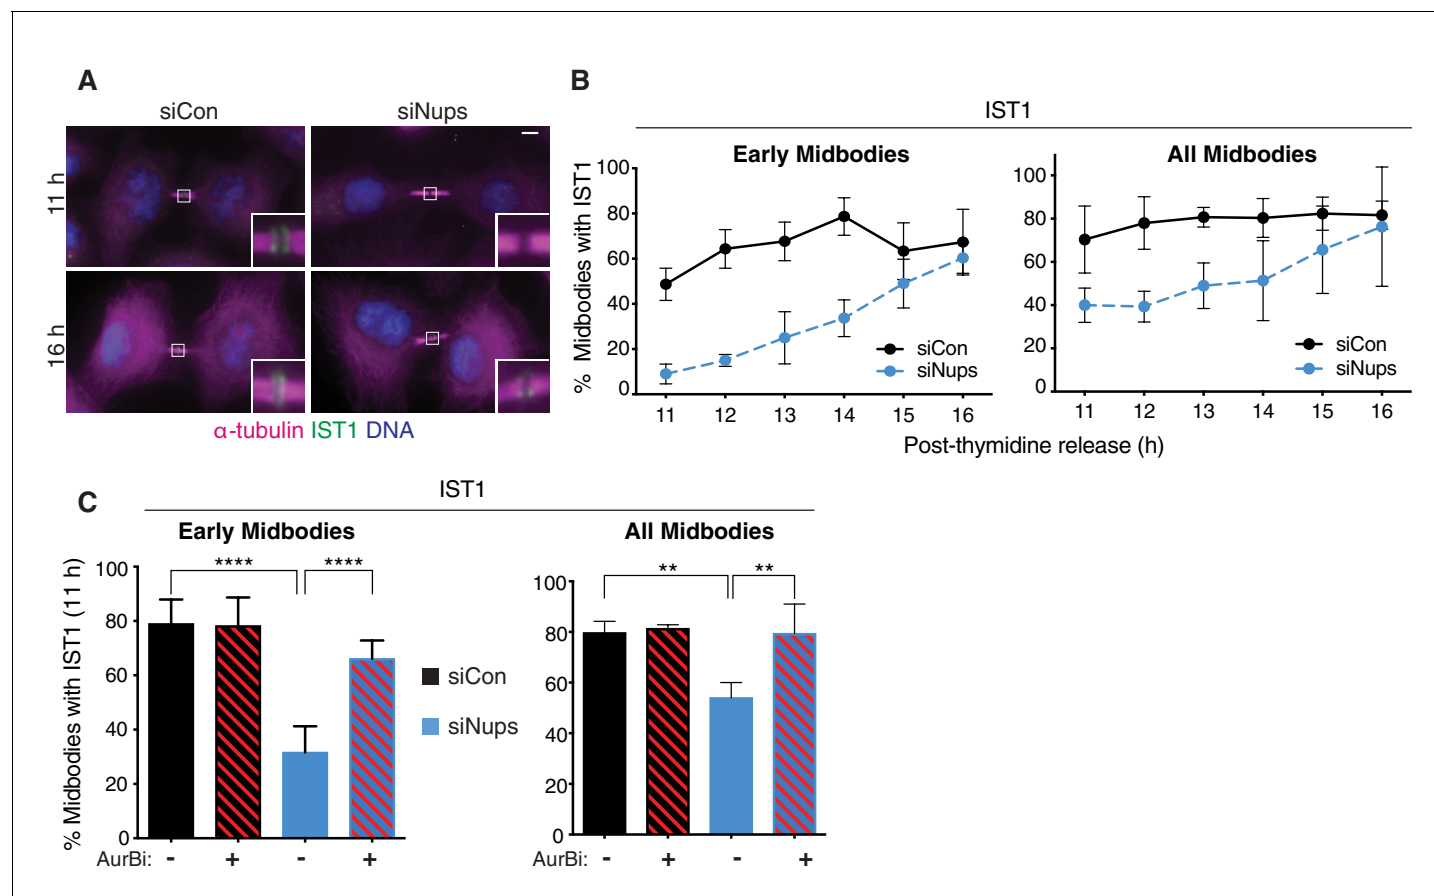 A
siCon
siNups
11 h
16 h
α-tubulin IST1 DNA
B
IST1
Early Midbodies
All Midbodies
% Midbodies with IST1
100
80
60
40
20
0
11 12 13 14 15 16
siCon
siNups
100
80
60
40
20
0
11 12 13 14 15 16
siCon
siNups
Post-thymidine release (h)
C
IST1
Early Midbodies
All Midbodies
% Midbodies with IST1 (11 h)
100
80
60
40
20
0
**** ****
AurBi: - + - +
siCon
siNups
100
80
60
40
20
0
** **
AurBi: - + - +